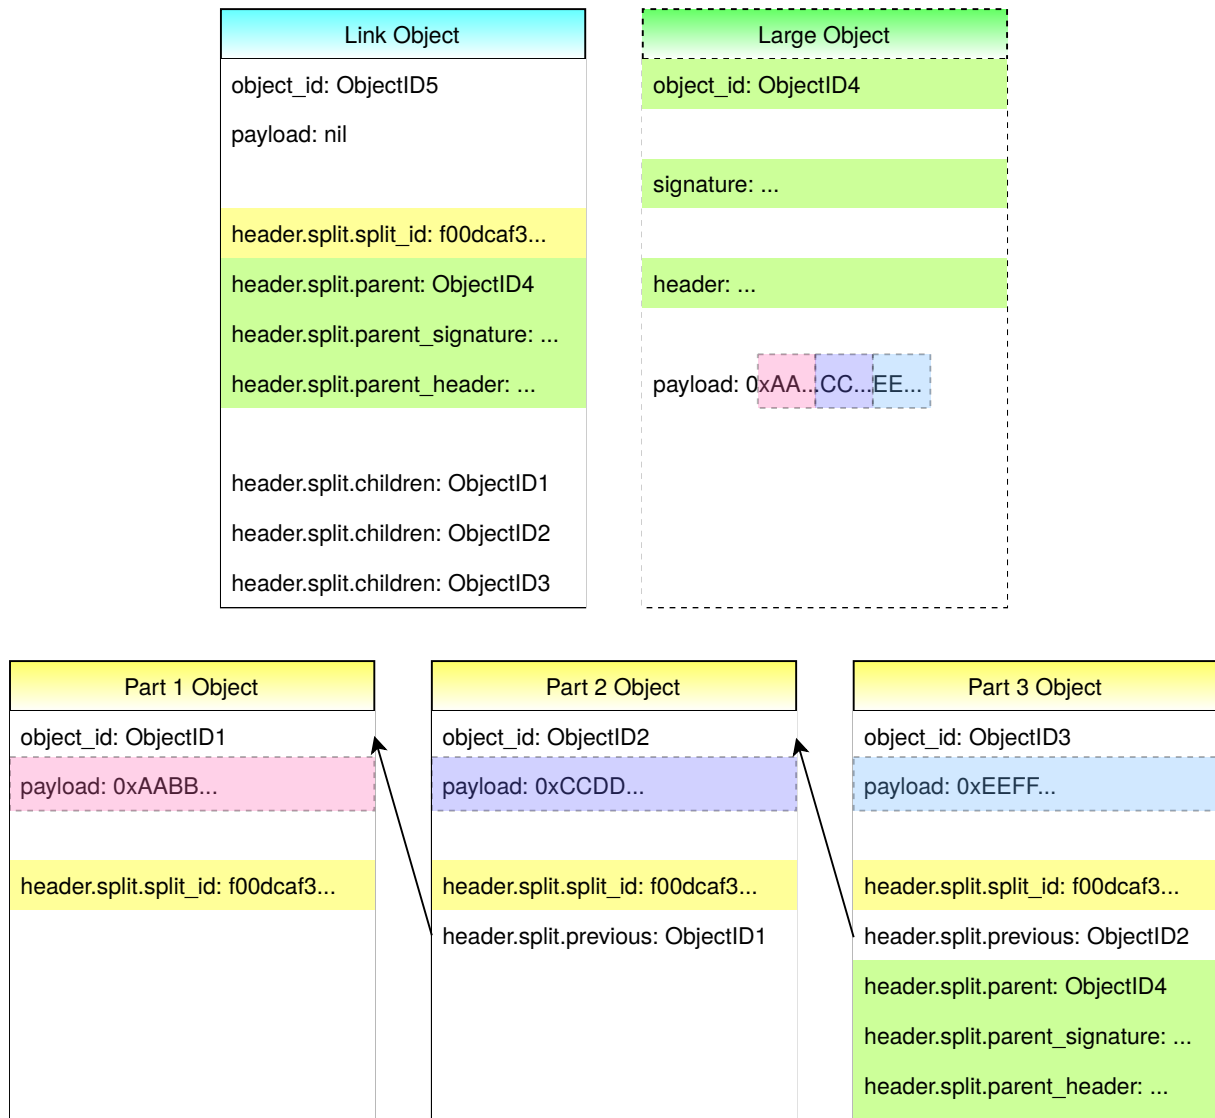 Link Object
object_id: ObjectID5
payload: nil
header.split.split_id: f00dcaf3...
header.split.parent: ObjectID4
header.split.parent_signature: ...
header.split.parent_header: ...
header.split.children: ObjectID1
header.split.children: ObjectID2
header.split.children: ObjectID3
Large Object
object_id: ObjectID4
signature: ...
header: ...
payload: 0xAA...CC...EE...
Part 1 Object
object_id: ObjectID1
payload: 0xAABB...
header.split.split_id: f00dcaf3...
Part 2 Object
object_id: ObjectID2
payload: 0xCCDD...
header.split.split_id: f00dcaf3...
header.split.previous: ObjectID1
Part 3 Object
object_id: ObjectID3
payload: 0xEEFF...
header.split.split_id: f00dcaf3...
header.split.previous: ObjectID2
header.split.parent: ObjectID4
header.split.parent_signature: ...
header.split.parent_header: ...